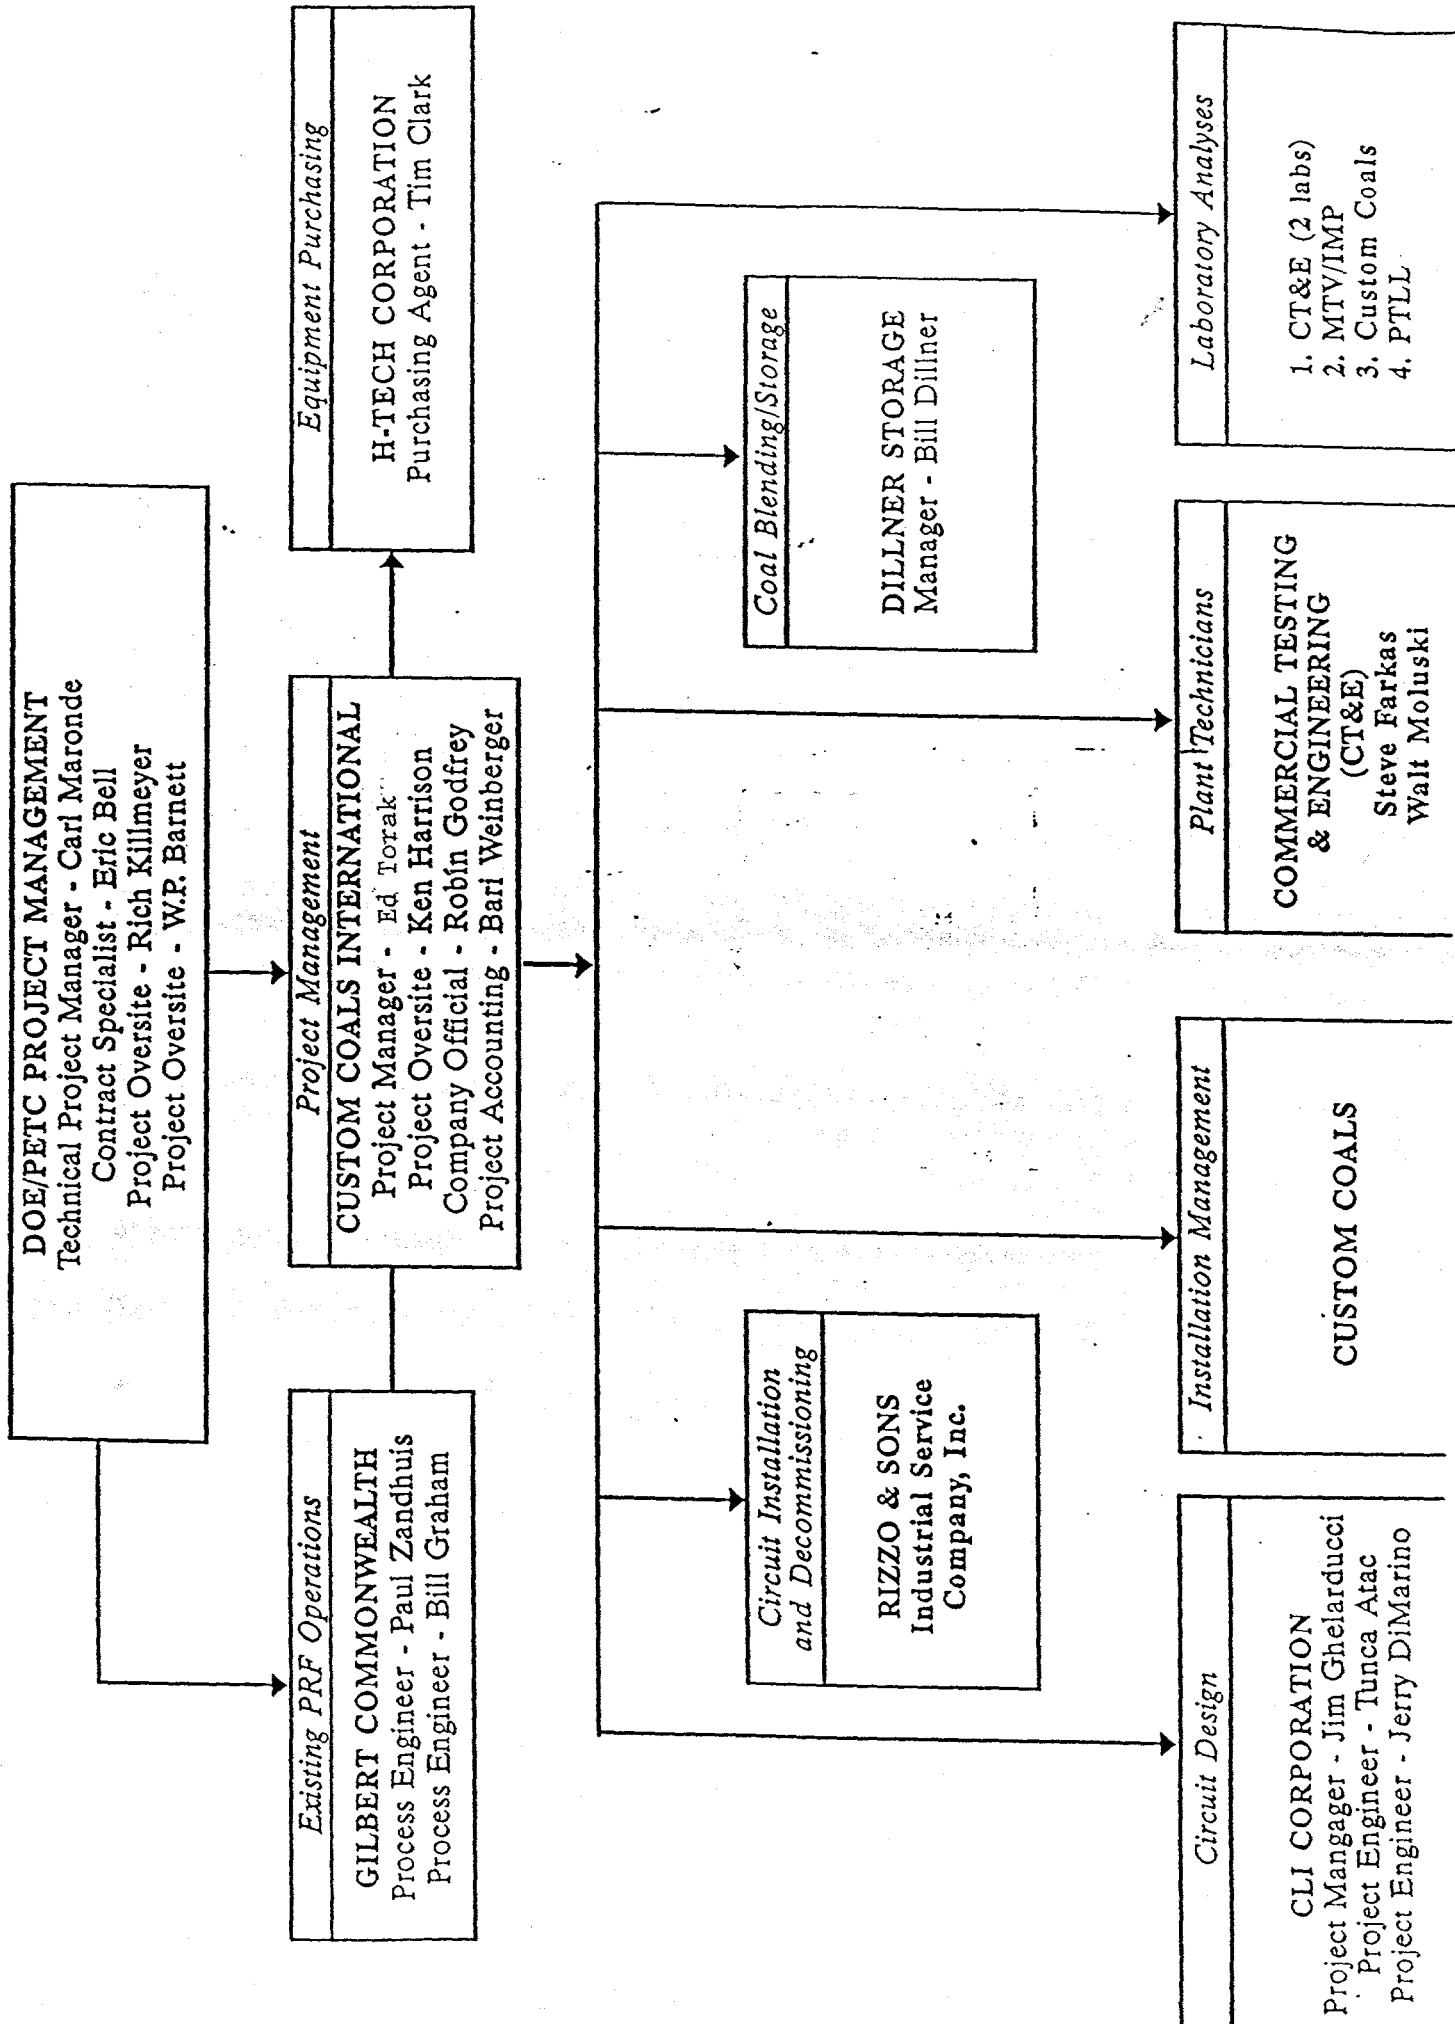 DOE/PETC PROJECT MANAGEMENT
Technical Project Manager - Carl Maronde
Contract Specialist - Eric Bell
Project Oversite - Rich Killmeyer
Project Oversite - W.P. Barnett
Existing PRF Operations
GILBERT COMMONWEALTH
Process Engineer - Paul Zandhuis
Process Engineer - Bill Graham
Project Management
CUSTOM COALS INTERNATIONAL
Project Manager - Ed Torak
Project Oversite - Ken Harrison
Company Official - Robin Godfrey
Project Accounting - Bari Weinberger
Equipment Purchasing
H-TECH CORPORATION
Purchasing Agent - Tim Clark
Circuit Installation
and Decommissioning
RIZZO & SONS
Industrial Service
Company, Inc.
Coal Blending/Storage
DILLNER STORAGE
Manager - Bill Dillner
Circuit Design
CLI CORPORATION
Project Mangager - Jim Ghelarducci
Project Engineer - Tunca Atac
Project Engineer - Jerry DiMarino
Installation Management
CUSTOM COALS
Plant Technicians
COMMERCIAL TESTING
& ENGINEERING
(CT&E)
Steve Farkas
Walt Moluski
Laboratory Analyses
1. CT&E (2 labs)
2. MTV/IMP
3. Custom Coals
4. PTLL